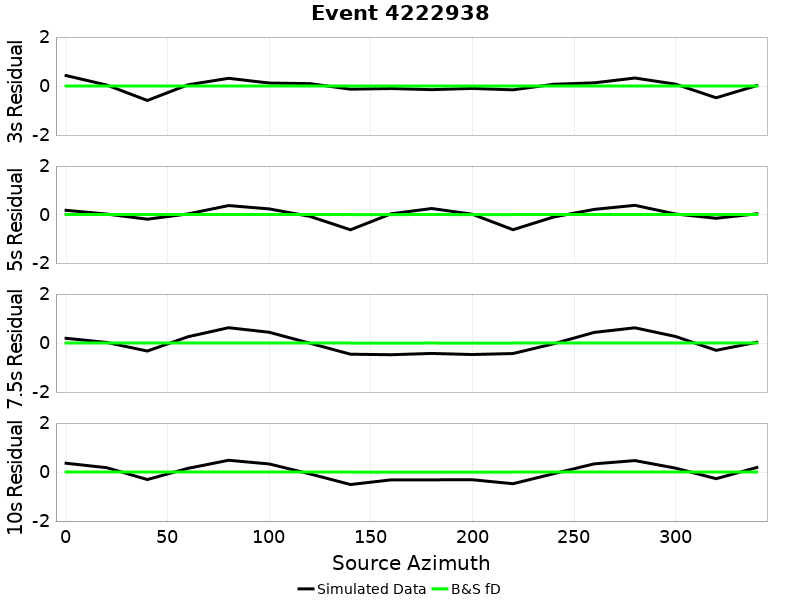 Event 4222938
3s Residual
2
0
-2
5s Residual
2
0
-2
7.5s Residual
2
0
-2
10s Residual
2
0
-2
0 50 100 150 200 250 300
Source Azimuth
Simulated Data B&S fD